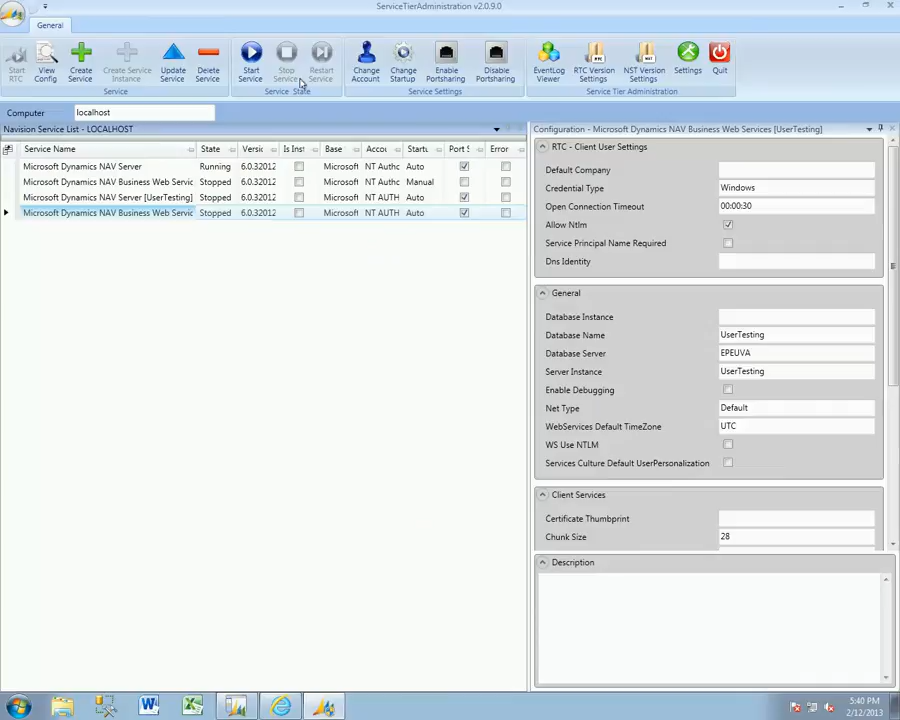 ServiceTierAdministration v2.0.9.0
General
Start RTC
View Config
Create Service
Create Service Instance
Update Service
Delete Service
Start Service
Stop Service
Restart Service
Change Account
Change Startup
Enable Portsharing
Disable Portsharing
EventLog Viewer
RTC Version Settings
NST Version Settings
Settings
Quit
Service
Service State
Service Settings
Service Tier Administration
Computer localhost
Navision Service List - LOCALHOST
Service Name State Versic Is Inst Base Accou Startu Port S Error
Microsoft Dynamics NAV Server Running 6.0.32012 Microsof NT Authc Auto
Microsoft Dynamics NAV Business Web Servic Stopped 6.0.32012 Microsof NT Authc Manual
Microsoft Dynamics NAV Server [UserTesting] Stopped 6.0.32012 Microsof NT AUTH Auto
Microsoft Dynamics NAV Business Web Servic Stopped 6.0.32012 Microsof NT AUTH Auto
Configuration - Microsoft Dynamics NAV Business Web Services [UserTesting]
RTC - Client User Settings
Default Company
Credential Type Windows
Open Connection Timeout 00:00:30
Allow Ntlm
Service Principal Name Required
Dns Identity
General
Database Instance
Database Name UserTesting
Database Server EPEUVA
Server Instance UserTesting
Enable Debugging
Net Type Default
WebServices Default TimeZone UTC
WS Use NTLM
Services Culture Default UserPersonalization
Client Services
Certificate Thumbprint
Chunk Size 28
Description
5:40 PM
2/12/2013